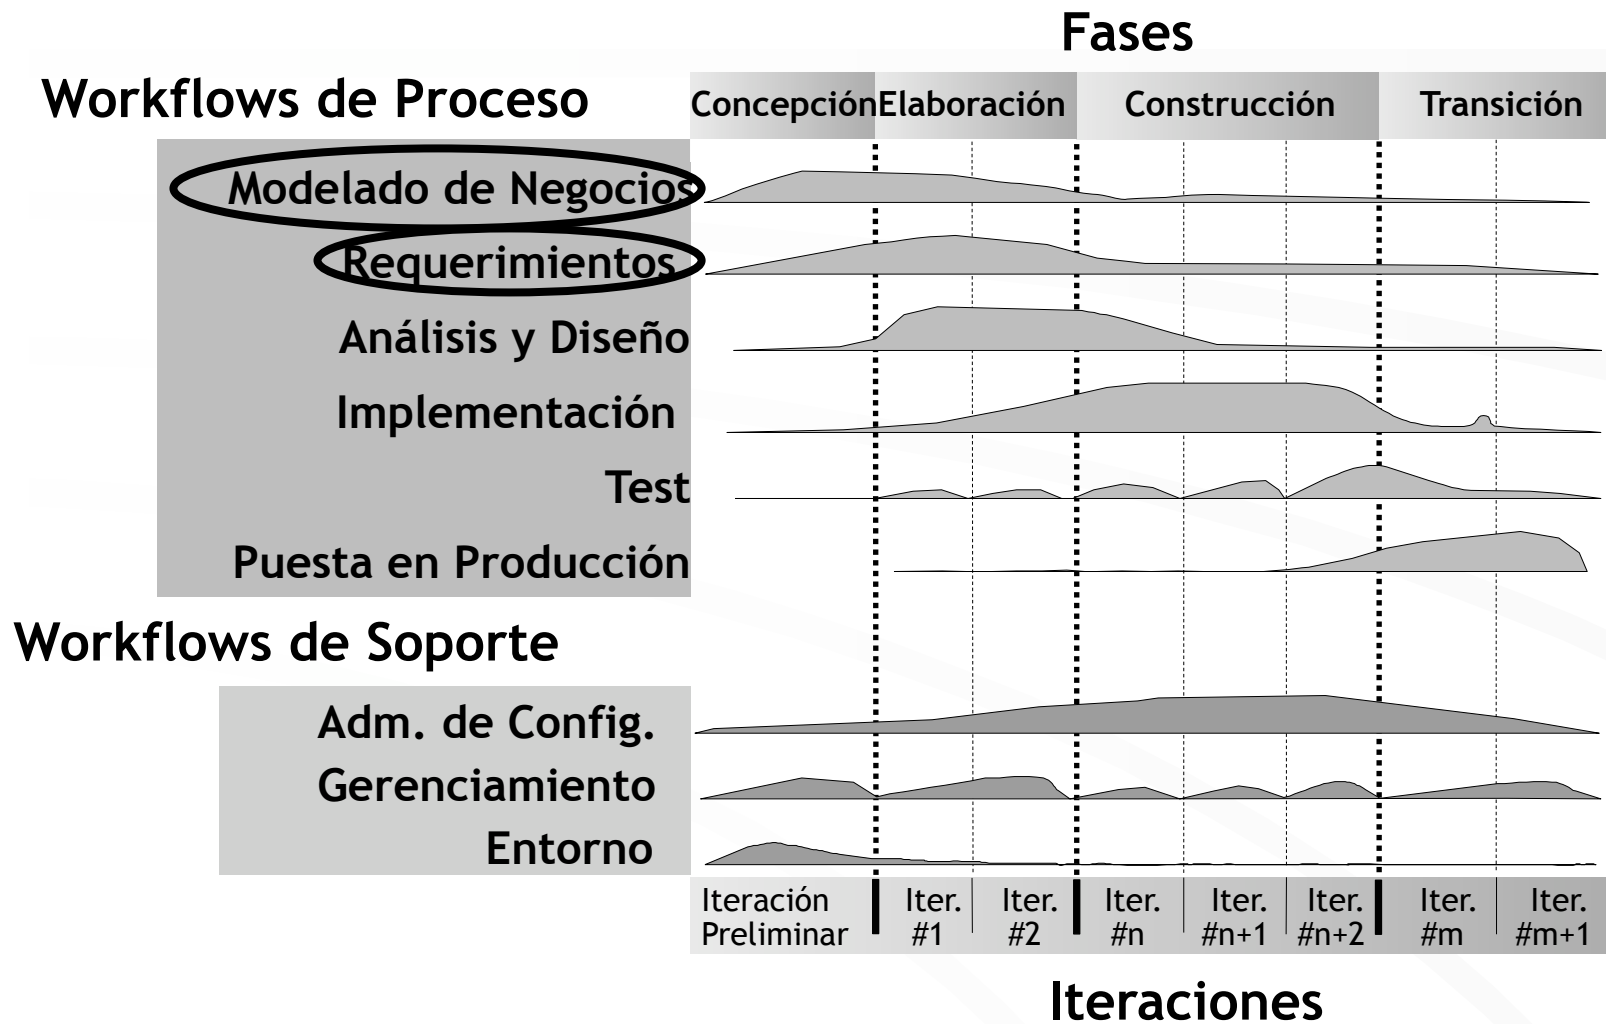 Fases
Workflows de Proceso
Concepción Elaboración Construcción Transición
Modelado de Negocios
Requerimientos
Análisis y Diseño
Implementación
Test
Puesta en Producción
Workflows de Soporte
Adm. de Config.
Gerenciamiento
Entorno
Iteración Iter. Iter. Iter. Iter. Iter. Iter. Iter.
Preliminar #1 #2 #n #n+1 #n+2 #m #m+1
Iteraciones